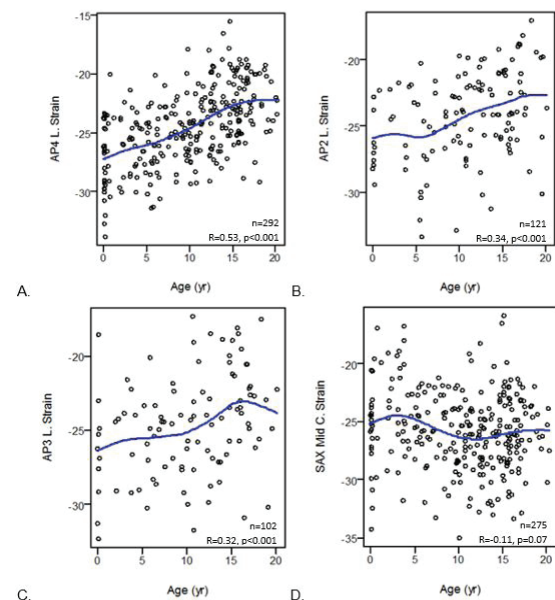 -15
-20
-25
-30
AP4 L. Strain
n=292
R=0.53, p<0.001
0 5 10 15 20
Age (yr)
A.
-20
-25
-30
AP2 L. Strain
n=121
R=0.34, p<0.001
0 5 10 15 20
Age (yr)
B.
-20
-25
-30
AP3 L. Strain
n=102
R=0.32, p<0.001
0 5 10 15 20
Age (yr)
C.
-20
-25
-30
-35
SAX Mid C. Strain
n=275
R=-0.11, p=0.07
0 5 10 15 20
Age (yr)
D.